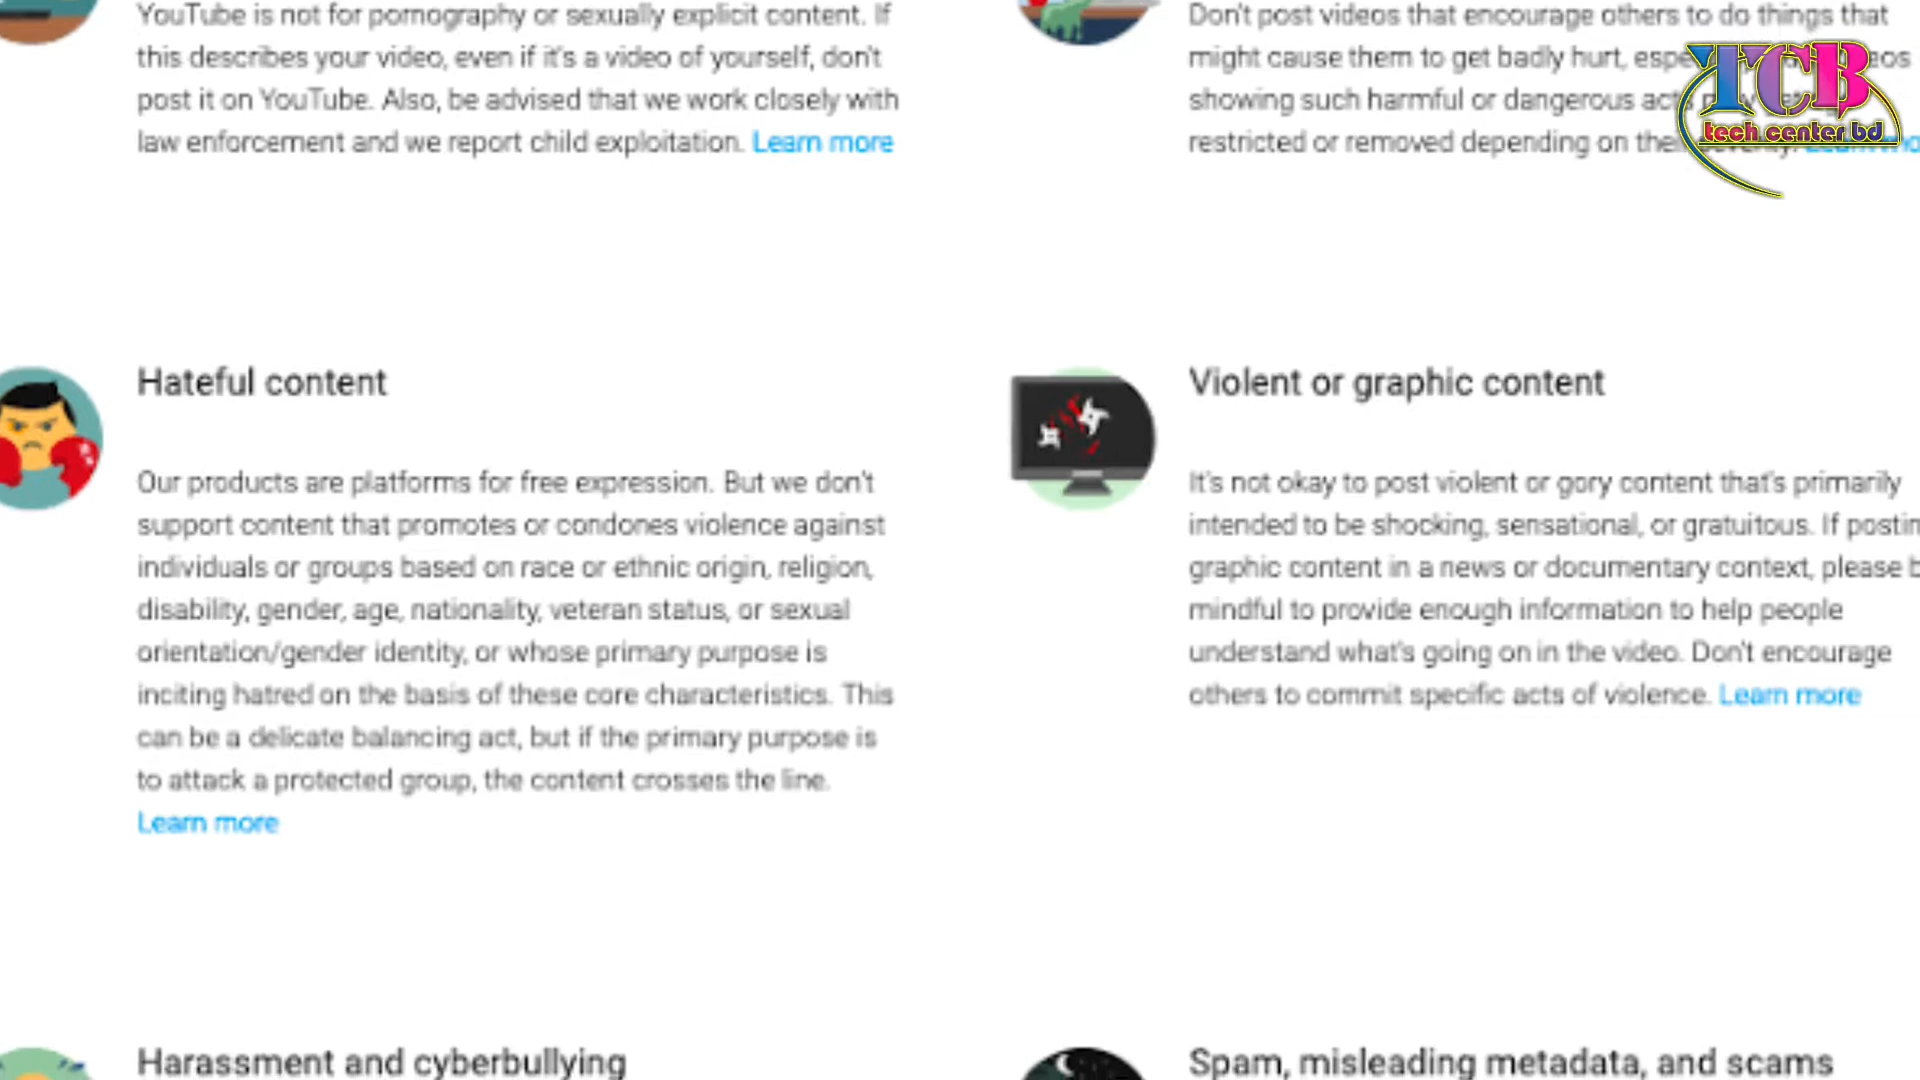 YouTube is not for pornography or sexually explicit content. If
this describes your video, even if it's a video of yourself, don't
post it on YouTube. Also, be advised that we work closely with
law enforcement and we report child exploitation. Learn more
Don't post videos that encourage others to do things that
might cause them to get badly hurt,
showing such harmful or dangerous acts
restricted or removed depending on
TCB
tech center bd
Hateful content
Our products are platforms for free expression. But we don't
support content that promotes or condones violence against
individuals or groups based on race or ethnic origin, religion,
disability, gender, age, nationality, veteran status, or sexual
orientation/gender identity, or whose primary purpose is
inciting hatred on the basis of these core characteristics. This
can be a delicate balancing act, but if the primary purpose is
to attack a protected group, the content crosses the line.
Learn more
Violent or graphic content
It's not okay to post violent or gory content that's primarily
intended to be shocking, sensational, or gratuitous. If
graphic content in a news or documentary context, please
mindful to provide enough information to help people
understand what's going on in the video. Don't encourage
others to commit specific acts of violence. Learn more
Harassment and cyberbullying
Spam, misleading metadata, and scams